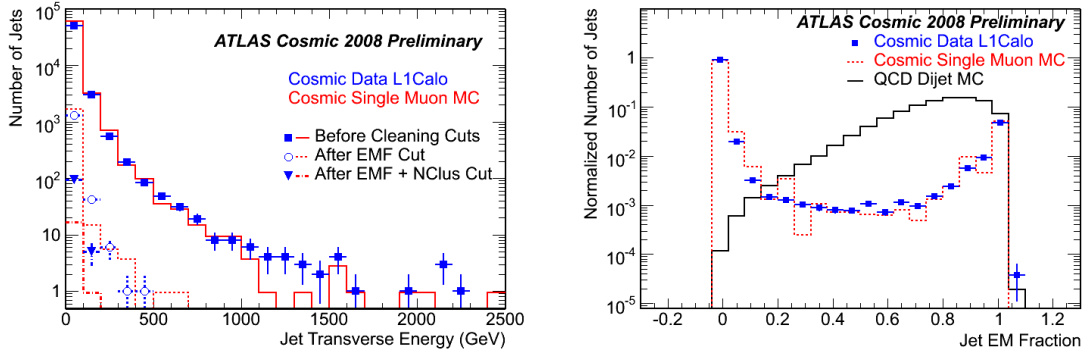 Number of Jets
10^5
10^4
10^3
10^2
10
1
ATLAS Cosmic 2008 Preliminary
Cosmic Data L1Calo
Cosmic Single Muon MC
Before Cleaning Cuts
After EMF Cut
After EMF + NClus Cut
0 500 1000 1500 2000 2500
Jet Transverse Energy (GeV)
Normalized Number of Jets
1
10^-1
10^-2
10^-3
10^-4
10^-5
ATLAS Cosmic 2008 Preliminary
Cosmic Data L1Calo
Cosmic Single Muon MC
QCD Dijet MC
-0.2 0 0.2 0.4 0.6 0.8 1.0 1.2
Jet EM Fraction